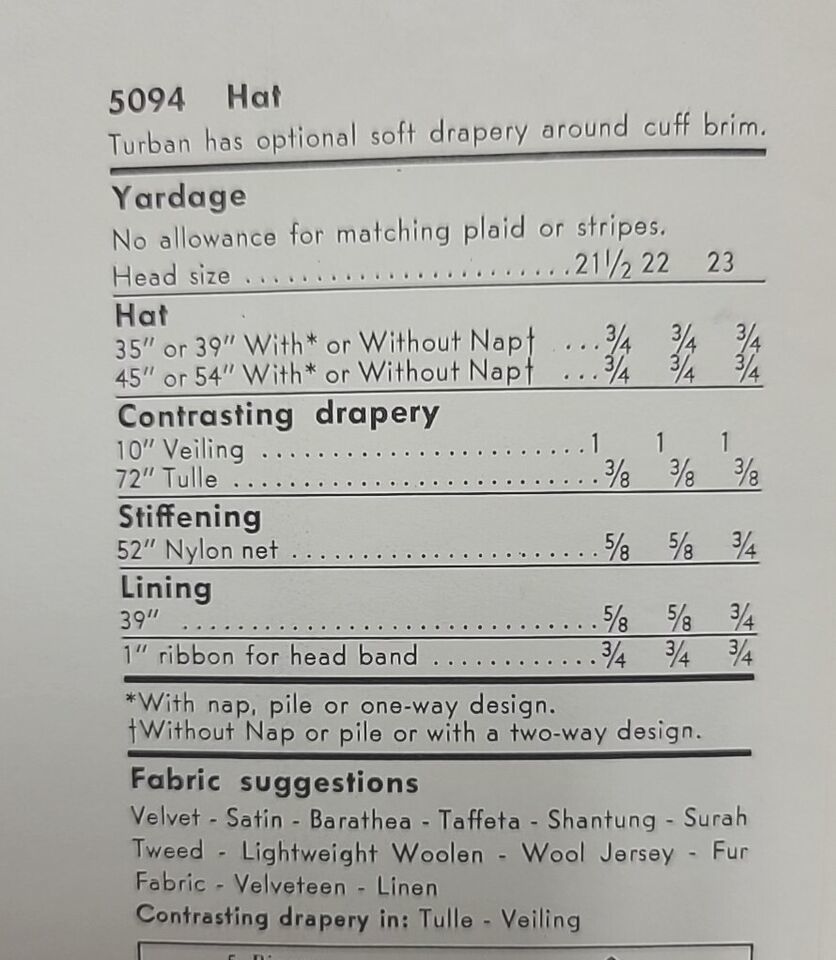 5094 Hat
Turban has optional soft drapery around cuff brim.
Yardage
No allowance for matching plaid or stripes.
Head size ........................21 1/2 22 23
Hat
35" or 39" With* or Without Nap† ...3/4 3/4 3/4
45" or 54" With* or Without Nap† ...3/4 3/4 3/4
Contrasting drapery
10" Veiling ........................1 1 1
72" Tulle ...........................3/8 3/8 3/8
Stiffening
52" Nylon net ......................5/8 5/8 3/4
Lining
39" ..............................5/8 5/8 3/4
1" ribbon for head band ............3/4 3/4 3/4
*With nap, pile or one-way design.
†Without Nap or pile or with a two-way design.
Fabric suggestions
Velvet - Satin - Barathea - Taffeta - Shantung - Surah
Tweed - Lightweight Woolen - Wool Jersey - Fur
Fabric - Velveteen - Linen
Contrasting drapery in: Tulle - Veiling